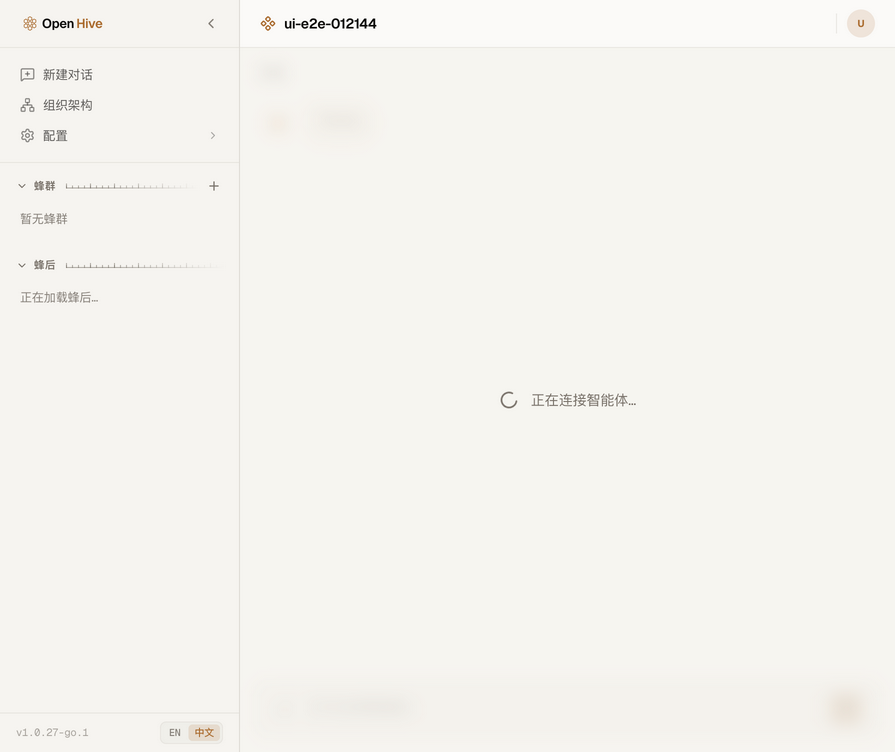 Open Hive
ui-e2e-012144
U
新建对话
组织架构
配置
蜂群
暂无蜂群
蜂后
正在加载蜂后...
正在连接智能体...
v1.0.27-go.1
EN 中文